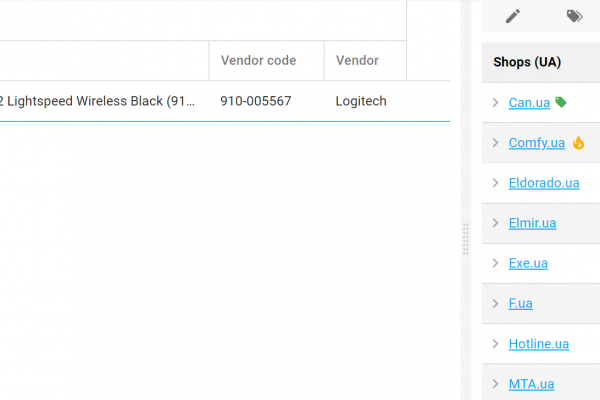 Vendor code
Vendor
2 Lightspeed Wireless Black (91...
910-005567
Logitech
Shops (UA)
Can.ua
Comfy.ua
Eldorado.ua
Elmir.ua
Exe.ua
F.ua
Hotline.ua
MTA.ua